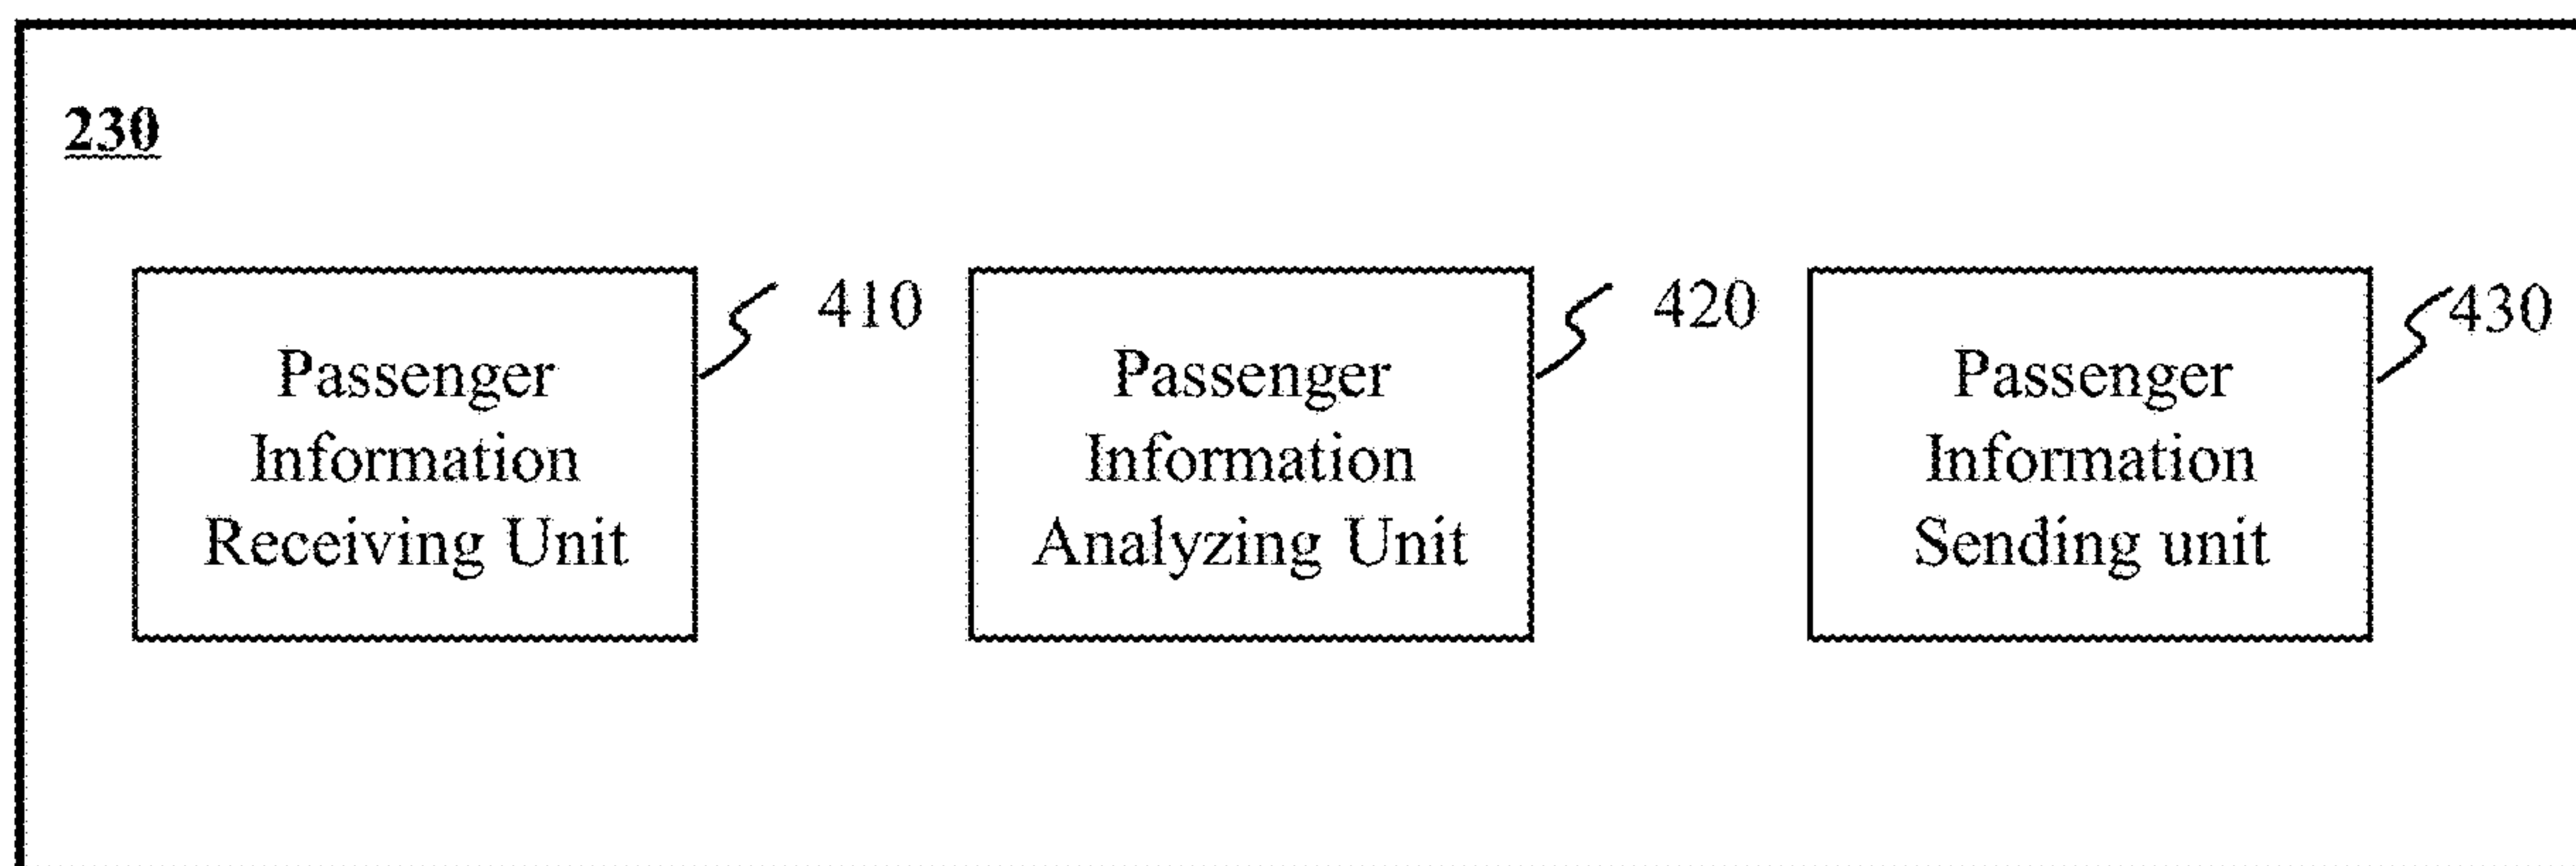 230
410
420
430
Passenger
Information
Receiving Unit
Passenger
Information
Analyzing Unit
Passenger
Information
Sending unit